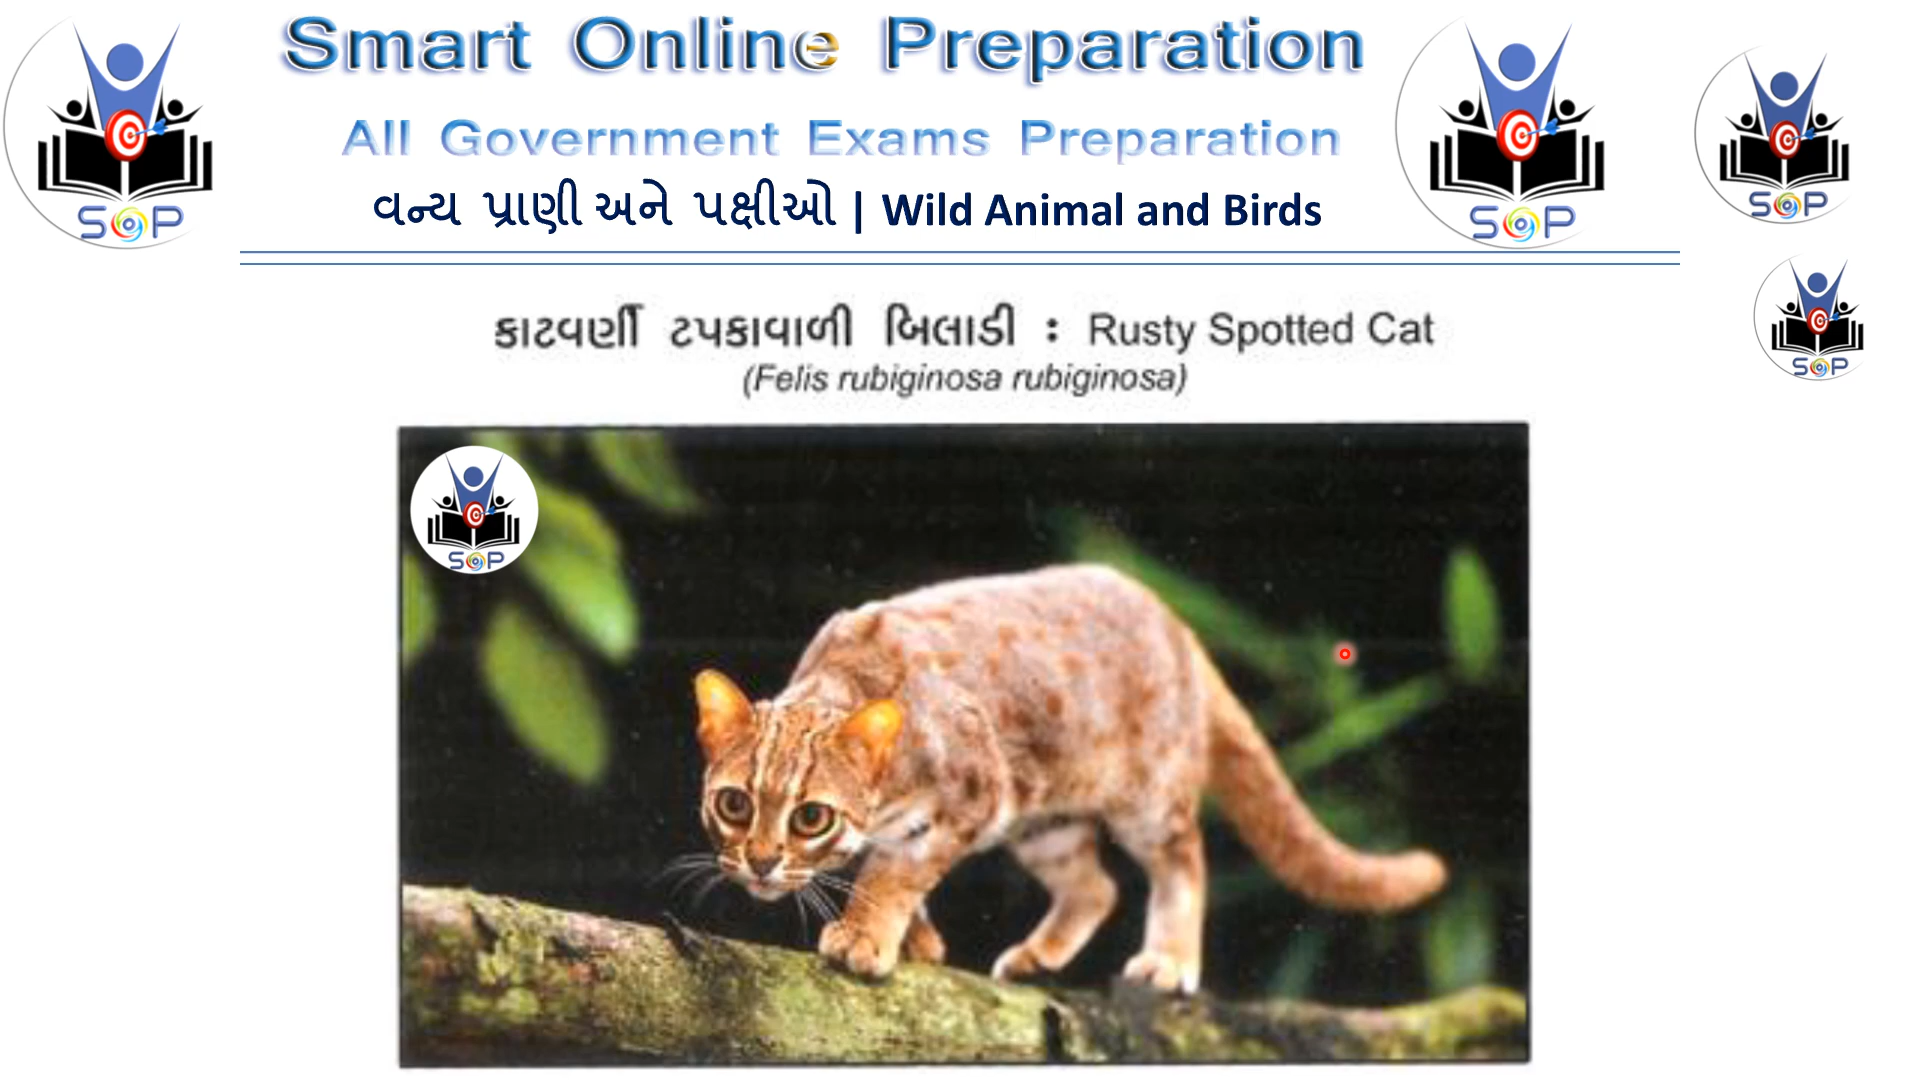 Smart Online Preparation
All Government Exams Preparation
વન્ય પ્રાણી અને પક્ષીઓ | Wild Animal and Birds
SOP
SOP
SOP
SOP
કાટવર્ણી ટપકાવાળી બિલાડી : Rusty Spotted Cat
(Felis rubiginosa rubiginosa)
SOP